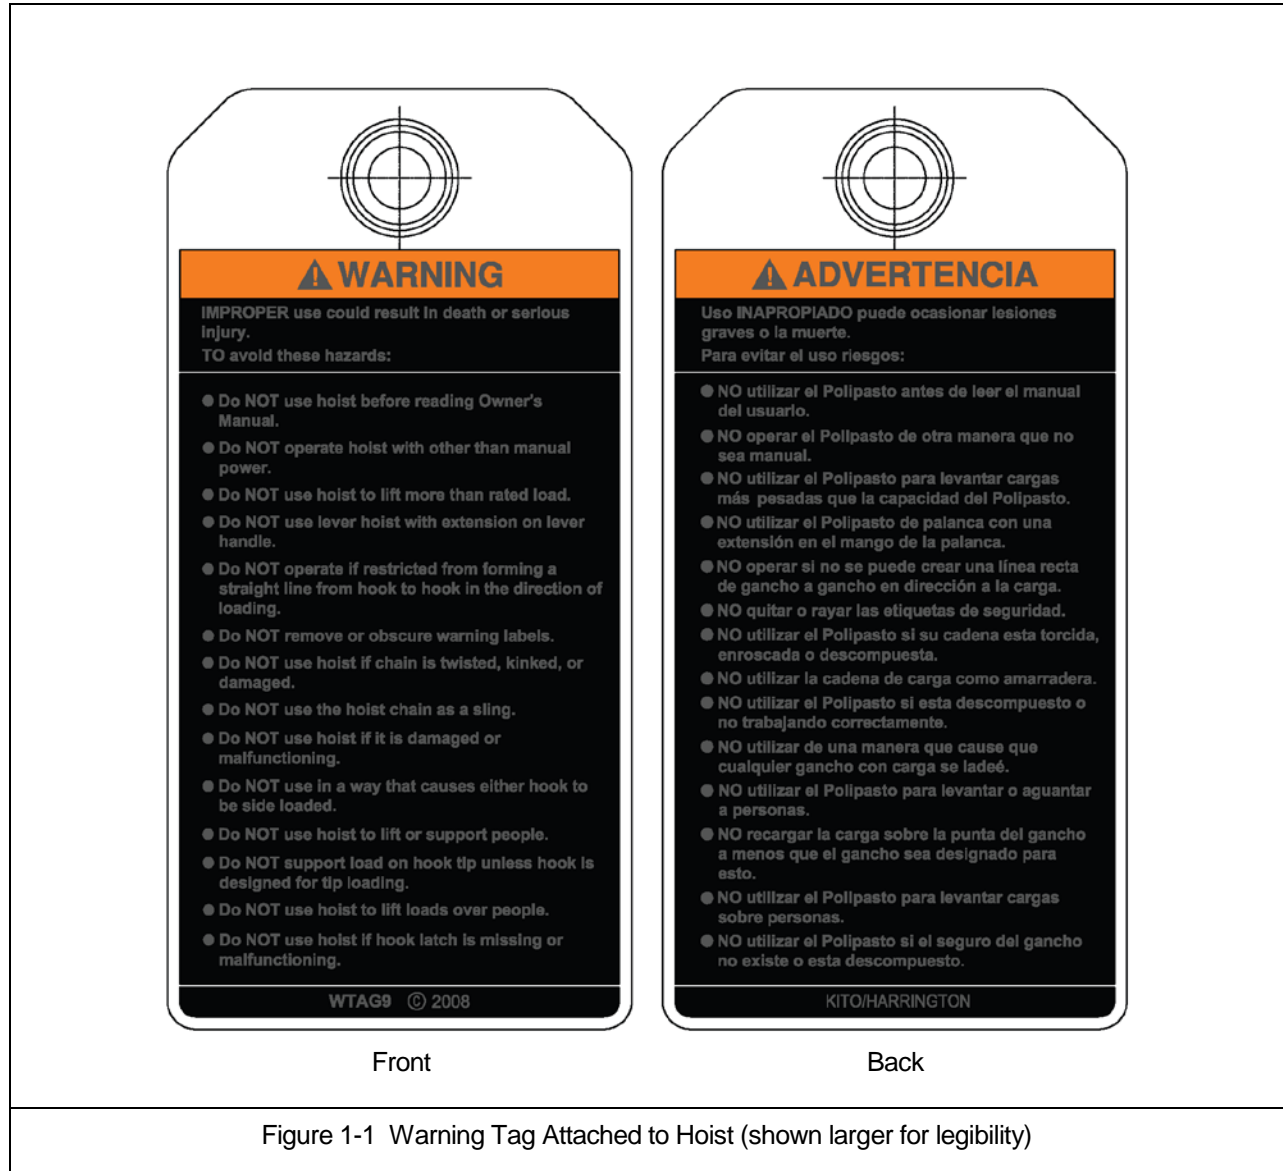 WARNING
IMPROPER use could result in death or serious
injury.
TO avoid these hazards:
● Do NOT use hoist before reading Owner's
Manual.
● Do NOT operate hoist with other than manual
power.
● Do NOT use hoist to lift more than rated load.
● Do NOT use lever hoist with extension on lever
handle.
● Do NOT operate if restricted from forming a
straight line from hook to hook in the direction of
loading.
● Do NOT remove or obscure warning labels.
● Do NOT use hoist if chain is twisted, kinked, or
damaged.
● Do NOT use the hoist chain as a sling.
● Do NOT use hoist if it is damaged or
malfunctioning.
● Do NOT use in a way that causes either hook to
be side loaded.
● Do NOT use hoist to lift or support people.
● Do NOT support load on hook tip unless hook is
designed for tip loading.
● Do NOT use hoist to lift loads over people.
● Do NOT use hoist if hook latch is missing or
malfunctioning.
WTAG9 © 2008
Front
ADVERTENCIA
Uso INAPROPIADO puede ocasionar lesiones
graves o la muerte.
Para evitar el uso riesgos:
● NO utilizar el Polipasto antes de leer el manual
del usuario.
● NO operar el Polipasto de otra manera que no
sea manual.
● NO utilizar el Polipasto para levantar cargas
más pesadas que la capacidad del Polipasto.
● NO utilizar el Polipasto de palanca con una
extensión en el mango de la palanca.
● NO operar si no se puede crear una línea recta
de gancho a gancho en dirección a la carga.
● NO quitar o rayar las etiquetas de seguridad.
● NO utilizar el Polipasto si su cadena esta torcida,
enroscada o descompuesta.
● NO utilizar la cadena de carga como amarradera.
● NO utilizar el Polipasto si esta descompuesto o
no trabajando correctamente.
● NO utilizar de una manera que cause que
cualquier gancho con carga se ladeé.
● NO utilizar el Polipasto para levantar o aguantar
a personas.
● NO recargar la carga sobre la punta del gancho
a menos que el gancho sea designado para
esto.
● NO utilizar el Polipasto para levantar cargas
sobre personas.
● NO utilizar el Polipasto si el seguro del gancho
no existe o esta descompuesto.
KITO/HARRINGTON
Back
Figure 1-1 Warning Tag Attached to Hoist (shown larger for legibility)